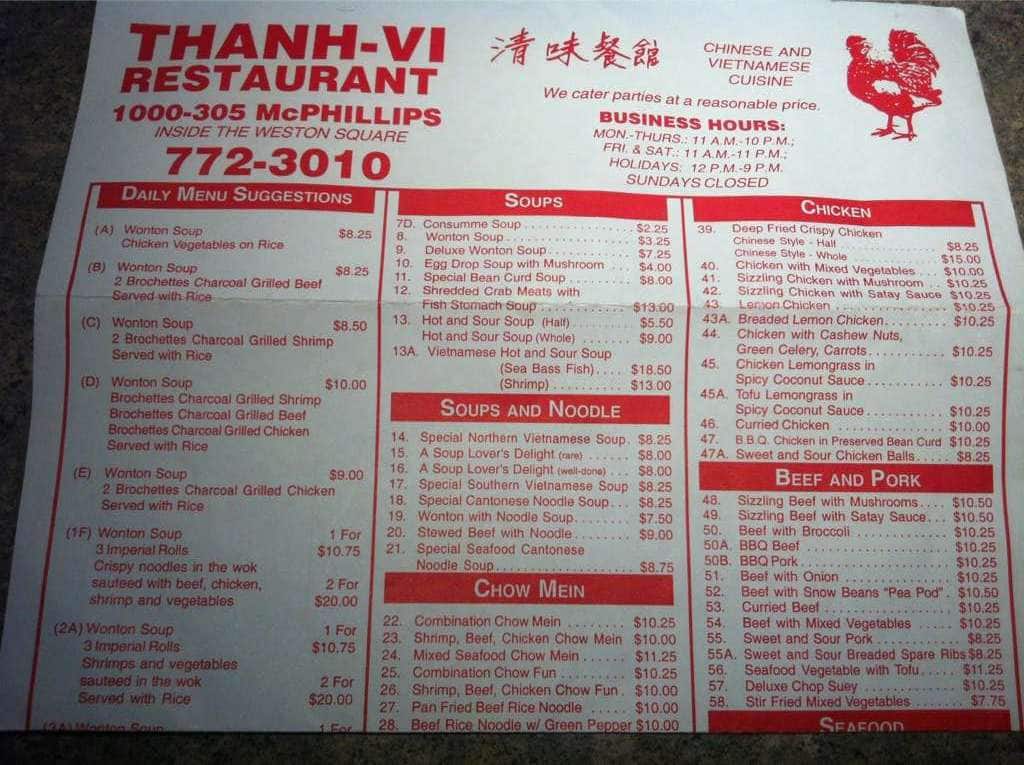 THANH-VI
RESTAURANT
1000-305 McPHILLIPS
INSIDE THE WESTON SQUARE
772-3010
清味餐館
CHINESE AND
VIETNAMESE
CUISINE
We cater parties at a reasonable price.
BUSINESS HOURS:
MON.-THURS.: 11 A.M.-10 P.M.;
FRI. & SAT.: 11 A.M.-11 P.M.;
HOLIDAYS: 12 P.M.-9 P.M.
SUNDAYS CLOSED
DAILY MENU SUGGESTIONS
(A) Wonton Soup $8.25
Chicken Vegetables on Rice
(B) Wonton Soup $8.25
2 Brochettes Charcoal Grilled Beef
Served with Rice
(C) Wonton Soup $8.50
2 Brochettes Charcoal Grilled Shrimp
Served with Rice
(D) Wonton Soup $10.00
Brochettes Charcoal Grilled Shrimp
Brochettes Charcoal Grilled Beef
Brochettes Charcoal Grilled Chicken
Served with Rice
(E) Wonton Soup $9.00
2 Brochettes Charcoal Grilled Chicken
Served with Rice
(1F) Wonton Soup 1 For
3 Imperial Rolls $10.75
Crispy noodles in the wok
sauteed with beef, chicken, 2 For
shrimp and vegetables $20.00
(2A) Wonton Soup 1 For
3 Imperial Rolls $10.75
Shrimps and vegetables
sauteed in the wok 2 For
Served with Rice $20.00
(3A) Wonton Soup 1 For
SOUPS
7D. Consumme Soup $2.25
8. Wonton Soup $3.25
9. Deluxe Wonton Soup $7.25
10. Egg Drop Soup with Mushroom $4.00
11. Special Bean Curd Soup $8.00
12. Shredded Crab Meats with
Fish Stomach Soup $13.00
13. Hot and Sour Soup (Half) $5.50
Hot and Sour Soup (Whole) $9.00
13A. Vietnamese Hot and Sour Soup
(Sea Bass Fish) $18.50
(Shrimp) $13.00
SOUPS AND NOODLE
14. Special Northern Vietnamese Soup. $8.25
15. A Soup Lover's Delight (rare) $8.00
16. A Soup Lover's Delight (well-done) $8.00
17. Special Southern Vietnamese Soup $8.25
18. Special Cantonese Noodle Soup $8.25
19. Wonton with Noodle Soup $7.50
20. Stewed Beef with Noodle $9.00
21. Special Seafood Cantonese
Noodle Soup $8.75
CHOW MEIN
22. Combination Chow Mein $10.25
23. Shrimp, Beef, Chicken Chow Mein $10.00
24. Mixed Seafood Chow Mein $11.25
25. Combination Chow Fun $10.25
26. Shrimp, Beef, Chicken Chow Fun . $10.00
27. Pan Fried Beef Rice Noodle $10.00
28. Beef Rice Noodle w/ Green Pepper $10.00
CHICKEN
39. Deep Fried Crispy Chicken
Chinese Style - Half $8.25
Chinese Style - Whole $15.00
40. Chicken with Mixed Vegetables $10.00
41. Sizzling Chicken with Mushroom $10.25
42. Sizzling Chicken with Satay Sauce $10.25
43. Lemon Chicken $10.25
43A. Breaded Lemon Chicken $10.25
44. Chicken with Cashew Nuts,
Green Celery, Carrots $10.25
45. Chicken Lemongrass in
Spicy Coconut Sauce $10.25
45A. Tofu Lemongrass in
Spicy Coconut Sauce $10.25
46. Curried Chicken $10.00
47. B.B.Q. Chicken in Preserved Bean Curd $10.25
47A. Sweet and Sour Chicken Balls $8.25
BEEF AND PORK
48. Sizzling Beef with Mushrooms $10.50
49. Sizzling Beef with Satay Sauce $10.50
50. Beef with Broccoli $10.25
50A. BBQ Beef $10.25
50B. BBQ Pork $10.25
51. Beef with Onion $10.25
52. Beef with Snow Beans "Pea Pod" . $10.50
53. Curried Beef $10.25
54. Beef with Mixed Vegetables $10.25
55. Sweet and Sour Pork $8.25
55A. Sweet and Sour Breaded Spare Ribs $8.25
56. Seafood Vegetable with Tofu $11.25
57. Deluxe Chop Suey $10.25
58. Stir Fried Mixed Vegetables $7.75
SEAFOOD